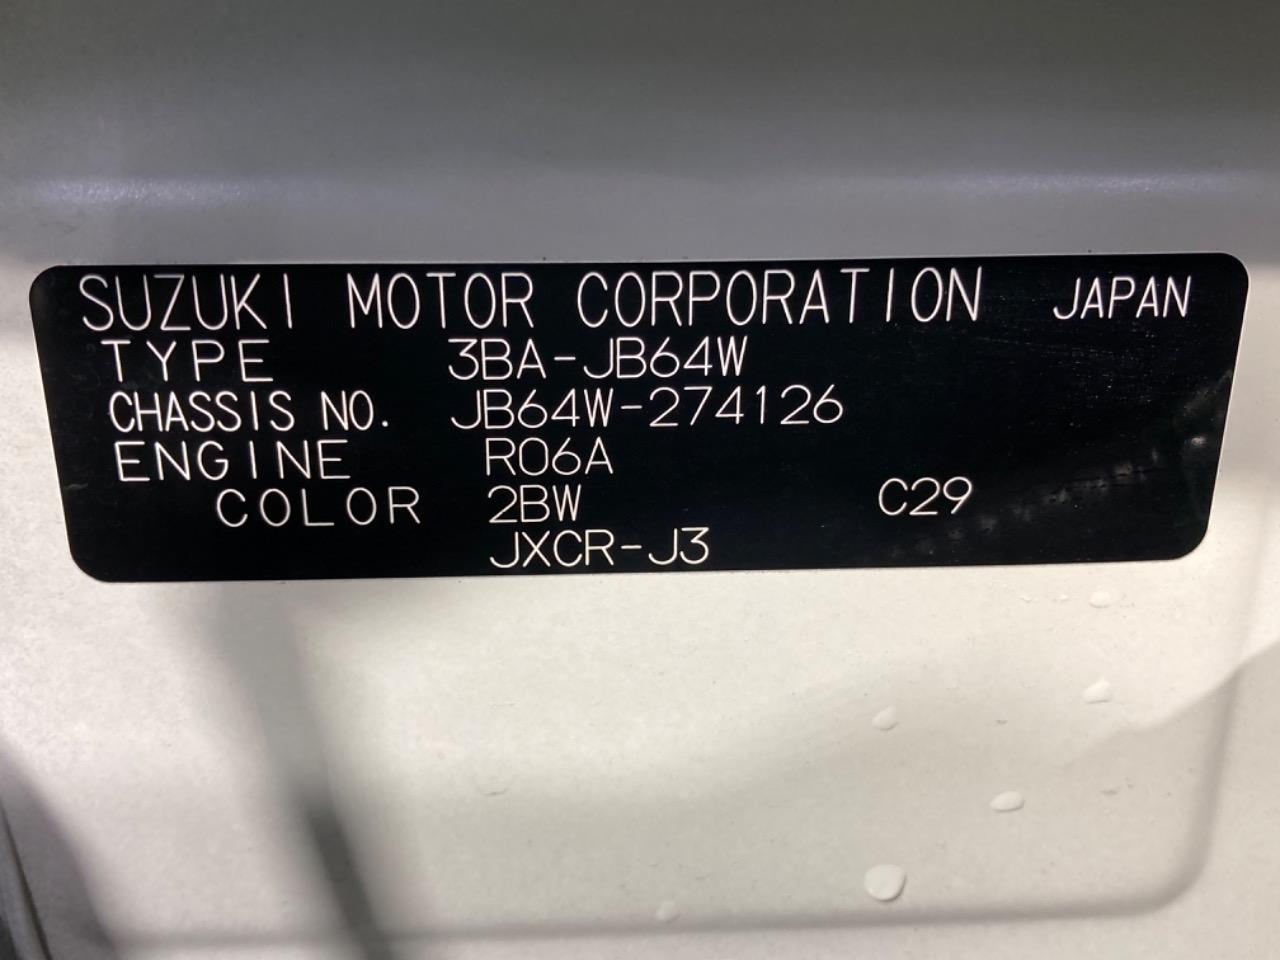 SUZUKI MOTOR CORPORATION JAPAN
TYPE 3BA-JB64W
CHASSIS NO. JB64W-274126
ENGINE R06A
COLOR 2BW C29
JXCR-J3